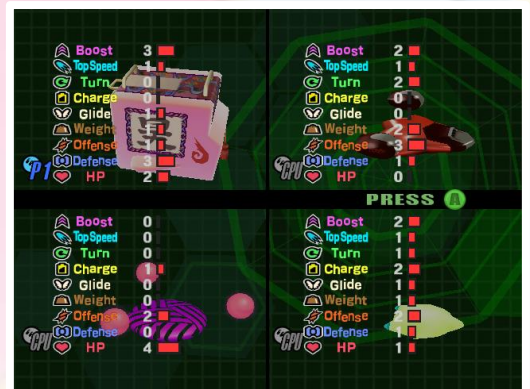 Boost 3
TopSpeed 1
Turn 0
Charge 0
Glide 1
Weight 1
Offense 1
Defense 3
P1
HP 2
Boost 2
TopSpeed 1
Turn 2
Charge 0
Glide 0
Weight 2
Offense 3
Defense 1
CPU
HP 0
PRESS A
Boost 0
TopSpeed 0
Turn 0
Charge 1
Glide 0
Weight 0
Offense 2
Defense 0
CPU
HP 4
Boost 2
TopSpeed 1
Turn 1
Charge 2
Glide 1
Weight 1
Offense 2
Defense 1
CPU
HP 1